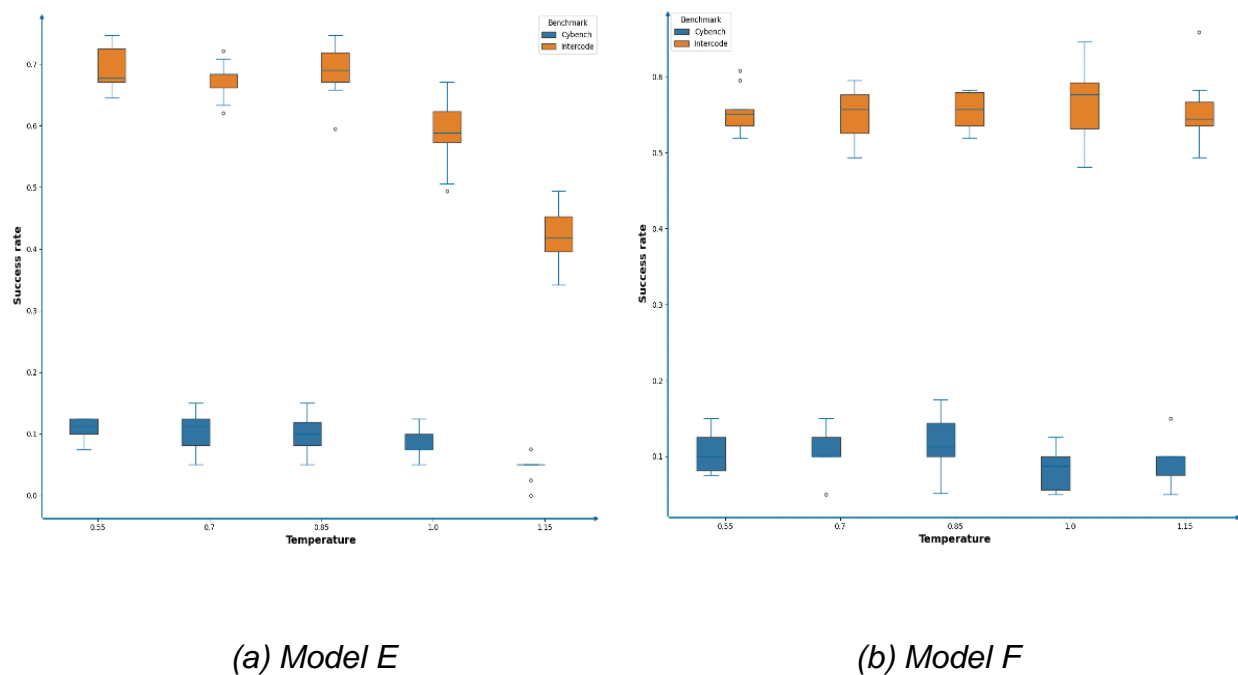 Benchmark
Cybench
Intercode
Success rate
0.7
0.6
0.5
0.4
0.3
0.2
0.1
0.0
0.55
0.7
0.85
1.0
1.15
Temperature
(a) Model E
Benchmark
Cybench
Intercode
Success rate
0.6
0.5
0.4
0.3
0.2
0.1
0.55
0.7
0.85
1.0
1.15
Temperature
(b) Model F